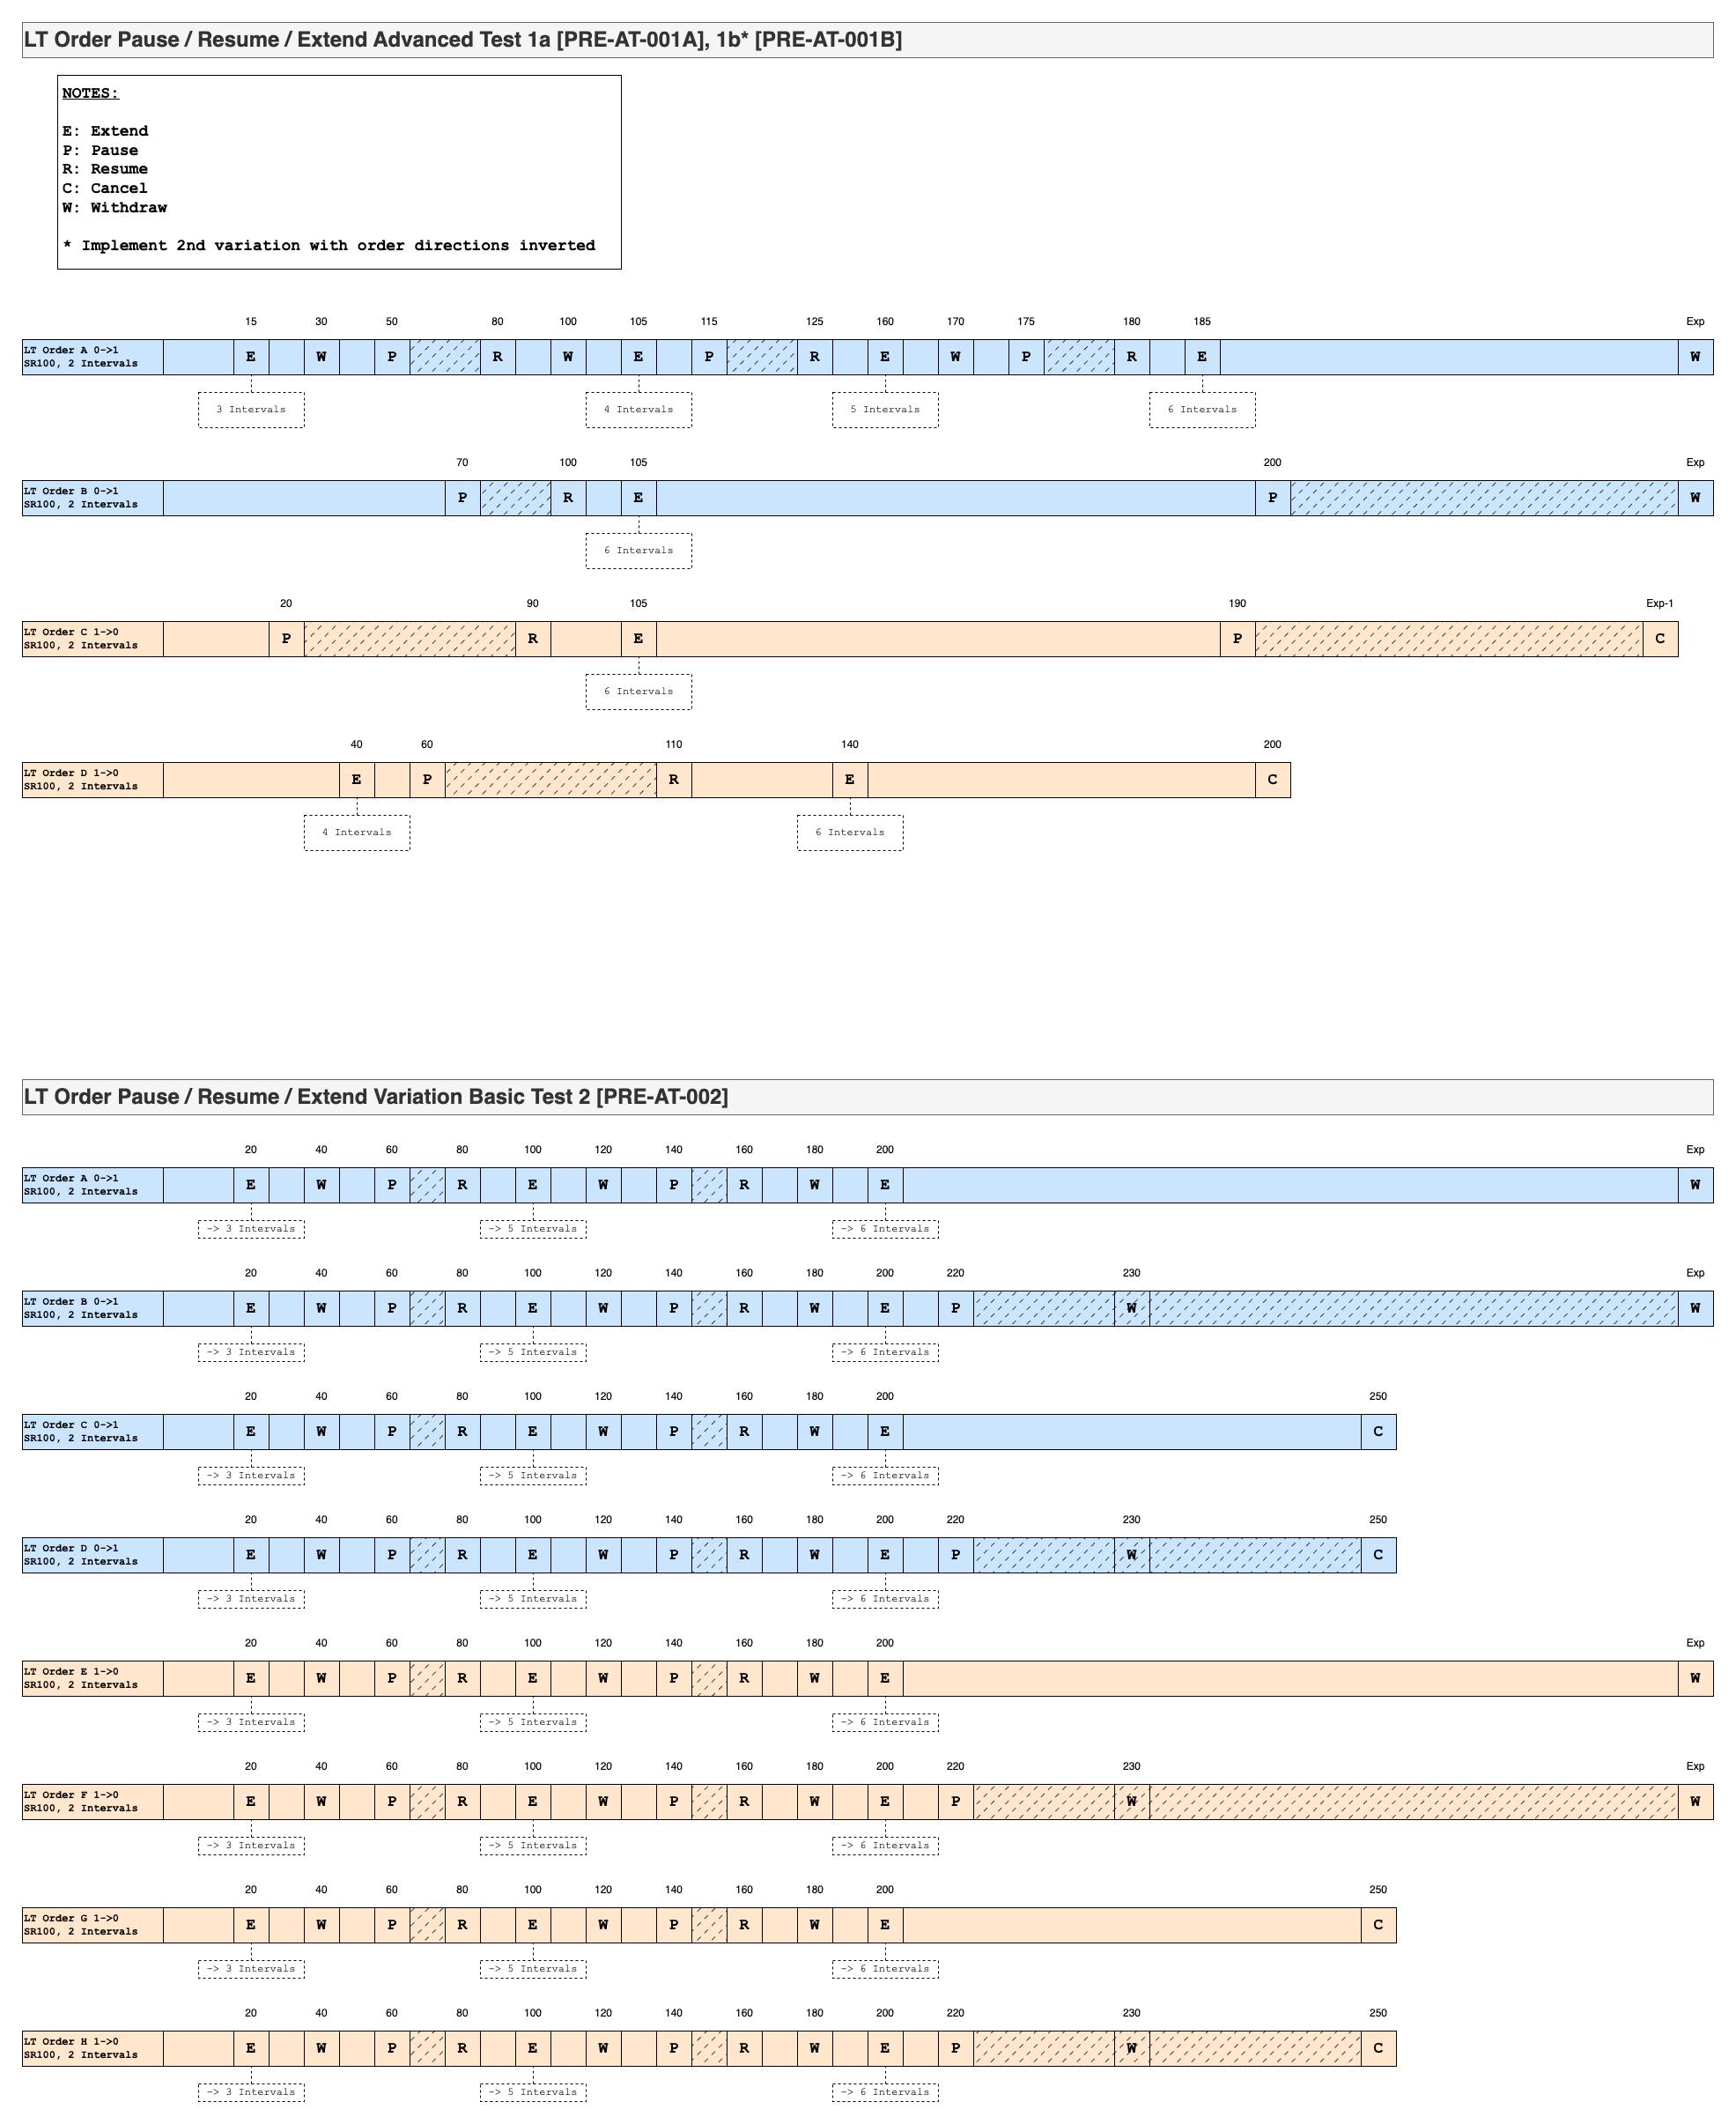 LT Order Pause / Resume / Extend Advanced Test 1a [PRE-AT-001A], 1b* [PRE-AT-001B]
NOTES:
E: Extend
P: Pause
R: Resume
C: Cancel
W: Withdraw
* Implement 2nd variation with order directions inverted
15 30 50 80 100 105 115 125 160 170 175 180 185 Exp
LT Order A 0->1
SR100, 2 Intervals
E W P R W E P R E W P R E W
3 Intervals 4 Intervals 5 Intervals 6 Intervals
70 100 105 200 Exp
LT Order B 0->1
SR100, 2 Intervals
P R E P W
6 Intervals
20 90 105 190 Exp-1
LT Order C 1->0
SR100, 2 Intervals
P R E P C
6 Intervals
40 60 110 140 200
LT Order D 1->0
SR100, 2 Intervals
E P R E C
4 Intervals 6 Intervals
LT Order Pause / Resume / Extend Variation Basic Test 2 [PRE-AT-002]
20 40 60 80 100 120 140 160 180 200 Exp
LT Order A 0->1
SR100, 2 Intervals
E W P R E W P R W E W
-> 3 Intervals -> 5 Intervals -> 6 Intervals
20 40 60 80 100 120 140 160 180 200 220 230 Exp
LT Order B 0->1
SR100, 2 Intervals
E W P R E W P R W E P W W
-> 3 Intervals -> 5 Intervals -> 6 Intervals
20 40 60 80 100 120 140 160 180 200 250
LT Order C 0->1
SR100, 2 Intervals
E W P R E W P R W E C
-> 3 Intervals -> 5 Intervals -> 6 Intervals
20 40 60 80 100 120 140 160 180 200 220 230 250
LT Order D 0->1
SR100, 2 Intervals
E W P R E W P R W E P W C
-> 3 Intervals -> 5 Intervals -> 6 Intervals
20 40 60 80 100 120 140 160 180 200 Exp
LT Order E 1->0
SR100, 2 Intervals
E W P R E W P R W E W
-> 3 Intervals -> 5 Intervals -> 6 Intervals
20 40 60 80 100 120 140 160 180 200 220 230 Exp
LT Order F 1->0
SR100, 2 Intervals
E W P R E W P R W E P W W
-> 3 Intervals -> 5 Intervals -> 6 Intervals
20 40 60 80 100 120 140 160 180 200 250
LT Order G 1->0
SR100, 2 Intervals
E W P R E W P R W E C
-> 3 Intervals -> 5 Intervals -> 6 Intervals
20 40 60 80 100 120 140 160 180 200 220 230 250
LT Order H 1->0
SR100, 2 Intervals
E W P R E W P R W E P W C
-> 3 Intervals -> 5 Intervals -> 6 Intervals